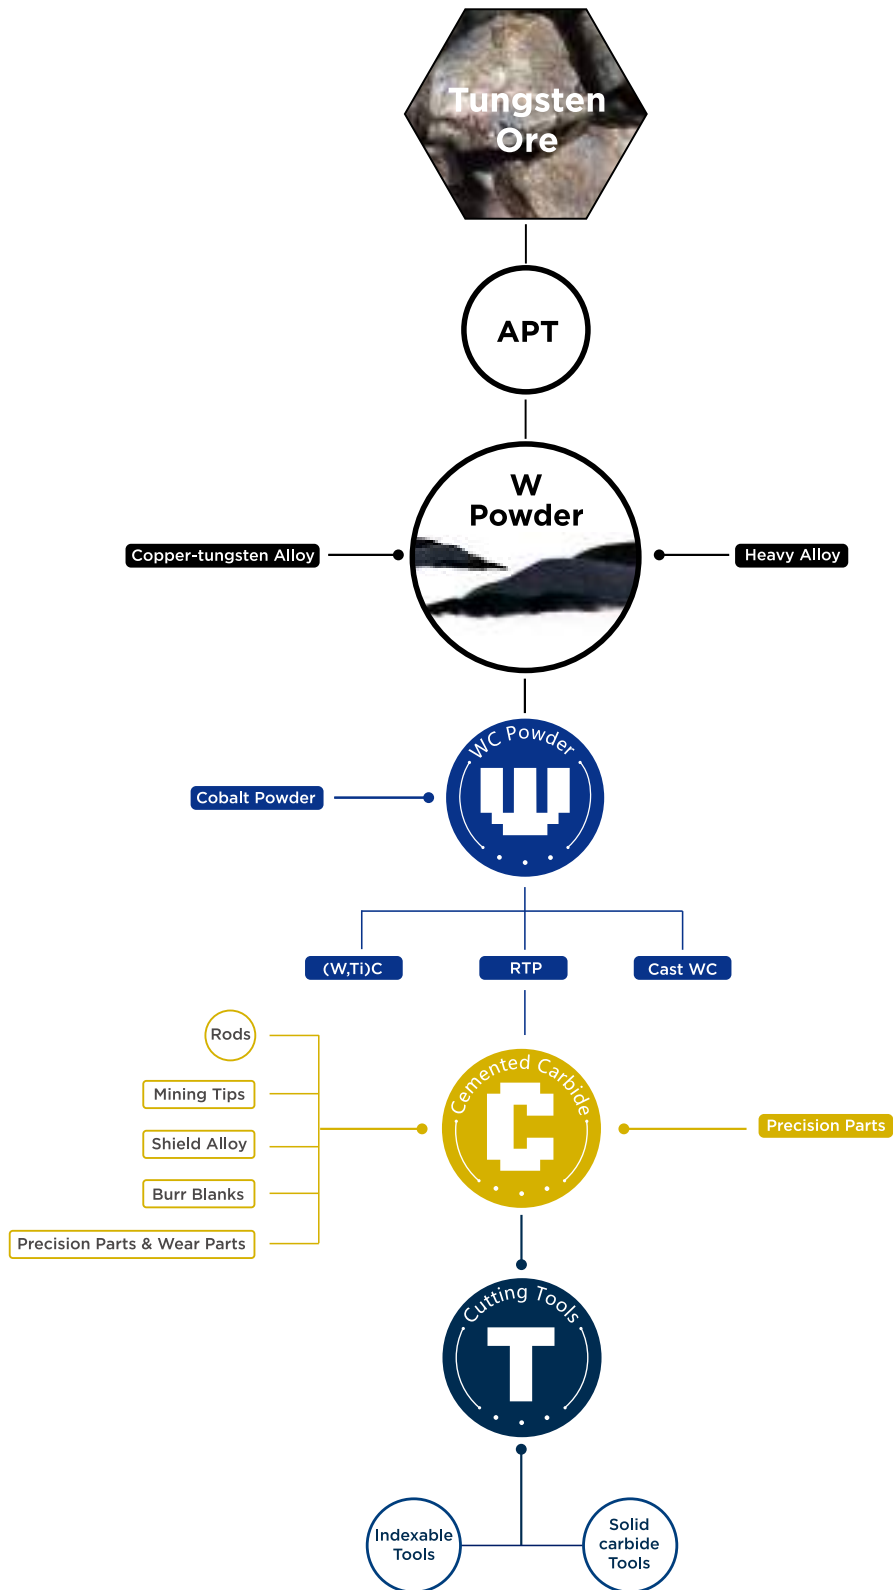 Tungsten
Ore
APT
W
Powder
Copper-tungsten Alloy
Heavy Alloy
WC Powder
W
Cobalt Powder
(W,Ti)C
RTP
Cast WC
Rods
Mining Tips
Shield Alloy
Burr Blanks
Precision Parts & Wear Parts
Cemented Carbide
C
Precision Parts
Cutting Tools
T
Indexable
Tools
Solid
carbide
Tools